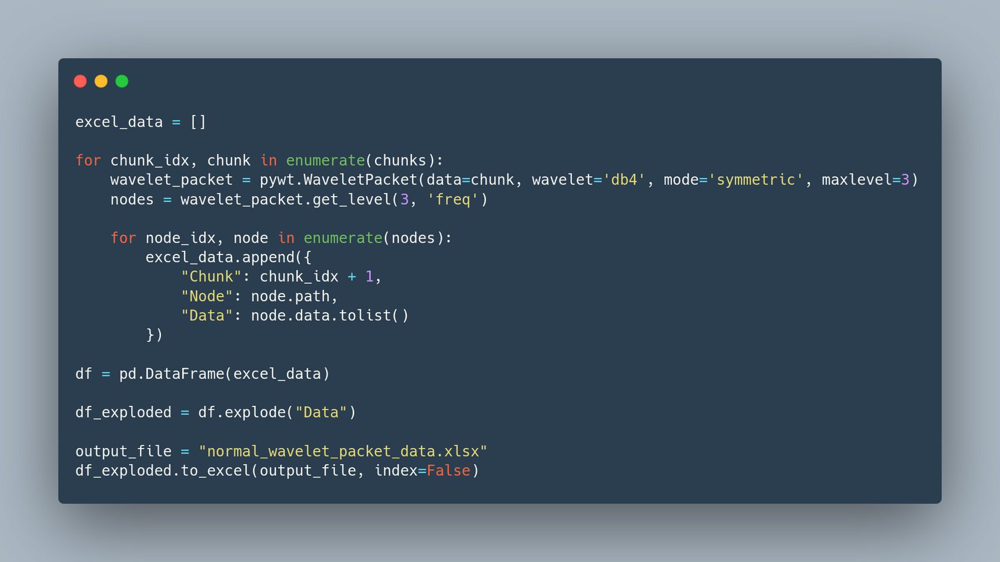 excel_data = []
for chunk_idx, chunk in enumerate(chunks):
    wavelet_packet = pywt.WaveletPacket(data=chunk, wavelet='db4', mode='symmetric', maxlevel=3)
    nodes = wavelet_packet.get_level(3, 'freq')
    for node_idx, node in enumerate(nodes):
        excel_data.append({
            "Chunk": chunk_idx + 1,
            "Node": node.path,
            "Data": node.data.tolist()
        })
df = pd.DataFrame(excel_data)
df_exploded = df.explode("Data")
output_file = "normal_wavelet_packet_data.xlsx"
df_exploded.to_excel(output_file, index=False)